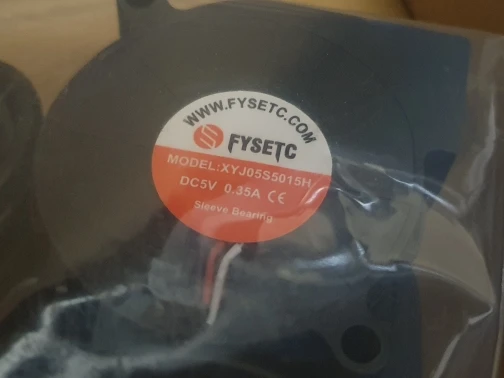 WWW.FYSETC.COM
FYSETC
MODEL:XYJ05S5015H
DC5V 0.35A CE
Sleeve Bearing